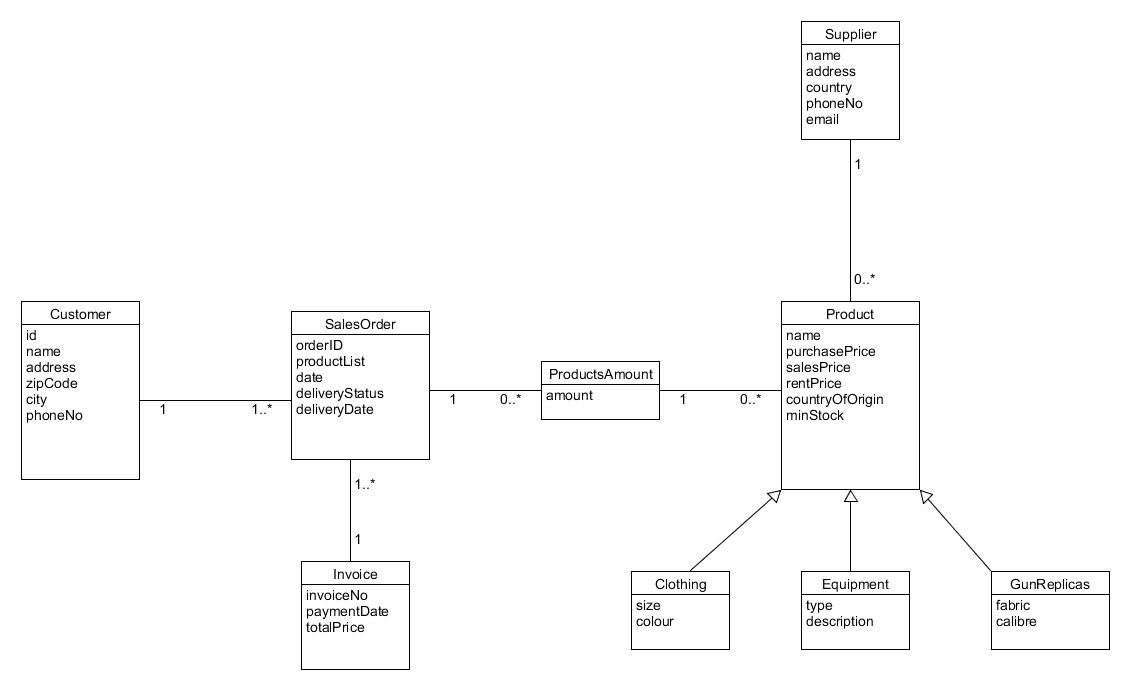 Supplier
name
address
country
phoneNo
email
1
0..*
Customer
id
name
address
zipCode
city
phoneNo
1
1..*
SalesOrder
orderID
productList
date
deliveryStatus
deliveryDate
1
0..*
ProductsAmount
amount
1
0..*
Product
name
purchasePrice
salesPrice
rentPrice
countryOfOrigin
minStock
1..*
1
Invoice
invoiceNo
paymentDate
totalPrice
Clothing
size
colour
Equipment
type
description
GunReplicas
fabric
calibre